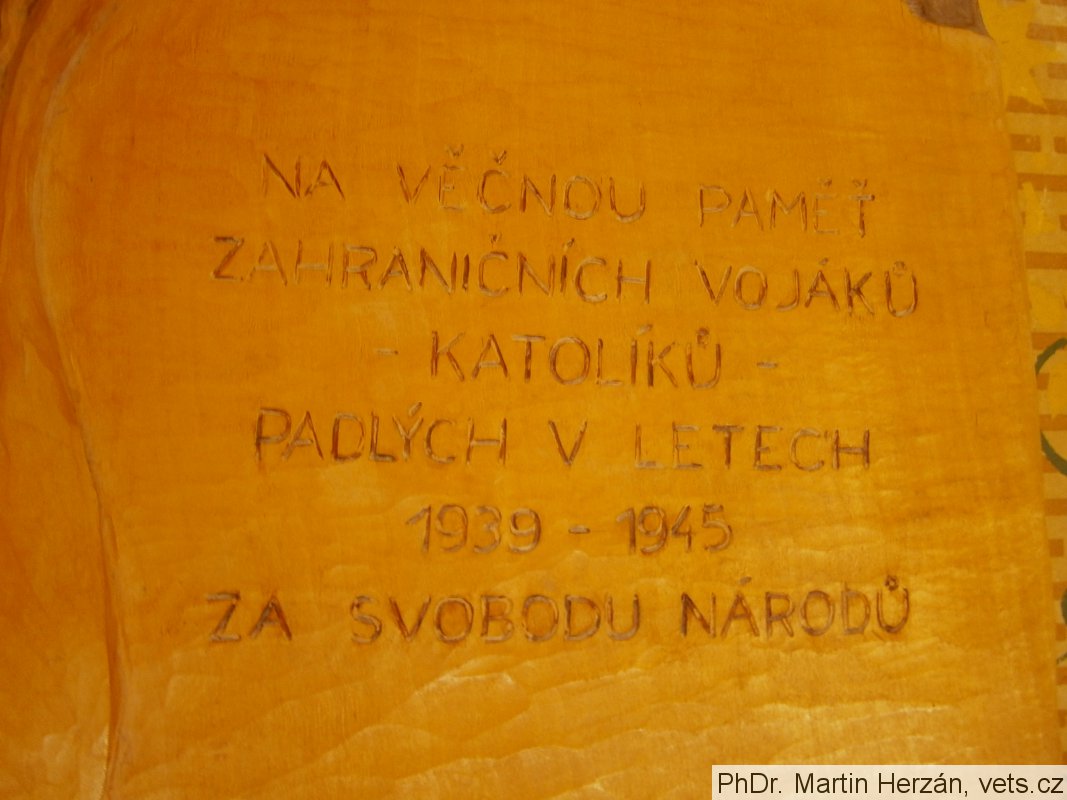 NA VĚČNOU PAMĚŤ
ZAHRANIČNÍCH VOJÁKŮ
- KATOLÍKŮ -
PADLÝCH V LETECH
1939 - 1945
ZA SVOBODU NÁRODŮ
PhDr. Martin Herzán, vets.cz